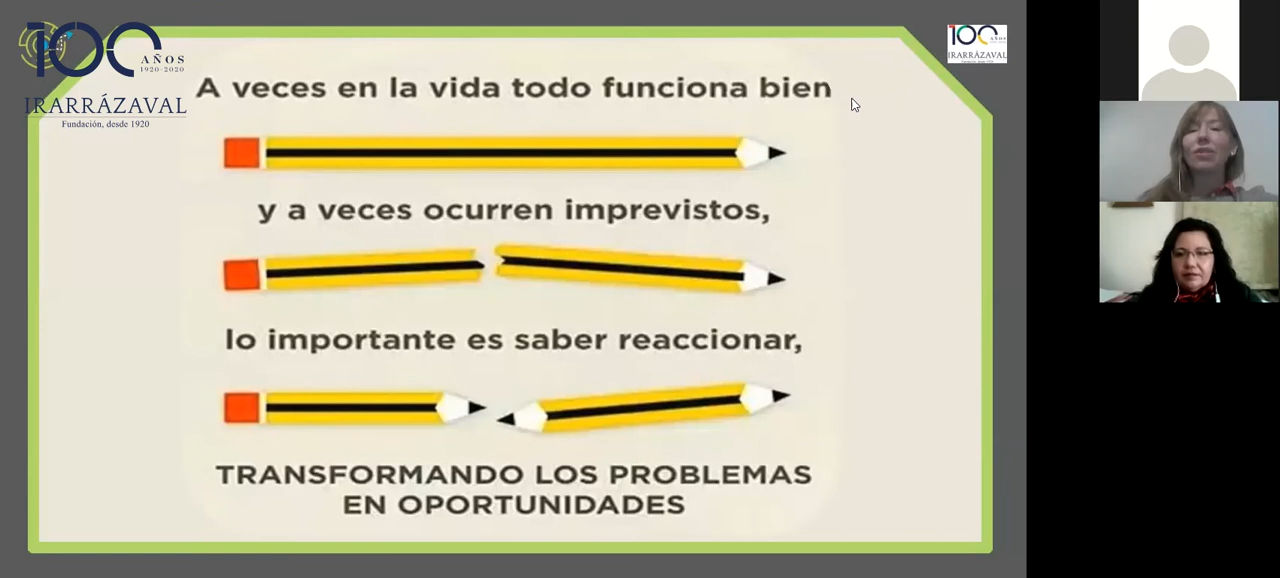 100
AÑOS
1920-2020
IRARRÁZAVAL
Fundación, desde 1920
100
IRARRÁZAVAL
A veces en la vida todo funciona bien
y a veces ocurren imprevistos,
lo importante es saber reaccionar,
TRANSFORMANDO LOS PROBLEMAS
EN OPORTUNIDADES